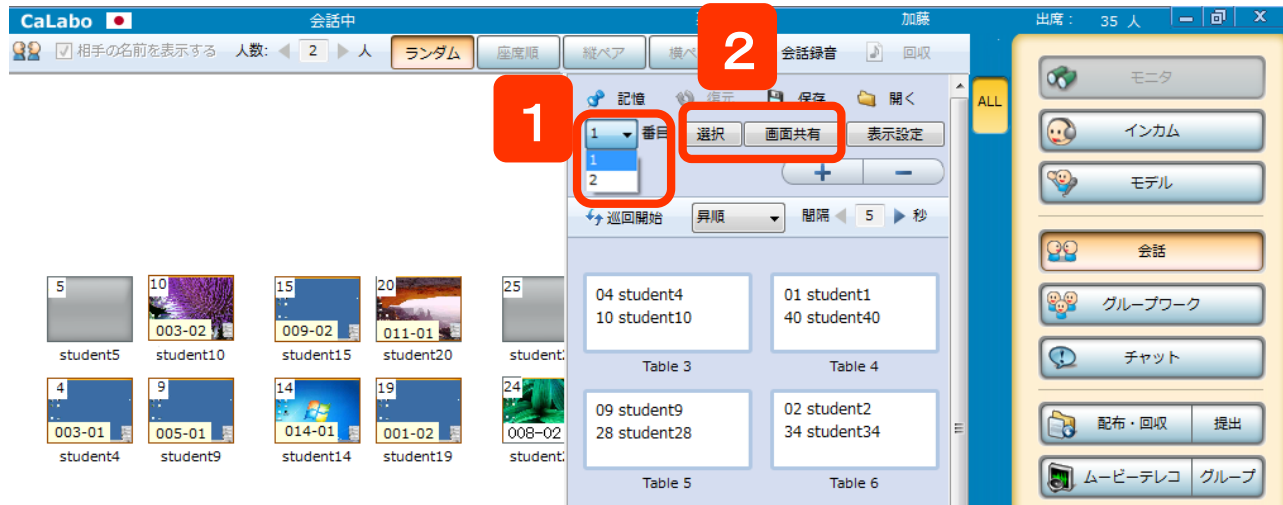 CaLabo 会話中 加藤 出席： 35 人
相手の名前を表示する 人数: 2 人 ランダム 座席順 縦ペア 横ペ 会話録音 回収
2
1
記憶 復元 保存 開く
1 番目 選択 画面共有 表示設定
1
2
+ −
巡回開始 昇順 間隔 5 秒
ALL
モニタ
インカム
モデル
会話
グループワーク
チャット
配布・回収 提出
ムービーテレコ グループ
5 10 15 20 25
003-02 009-02 011-01
student5 student10 student15 student20 student
4 9 14 19 24
003-01 005-01 014-01 001-02 008-02
student4 student9 student14 student19 student
04 student4
10 student10
Table 3
01 student1
40 student40
Table 4
09 student9
28 student28
Table 5
02 student2
34 student34
Table 6